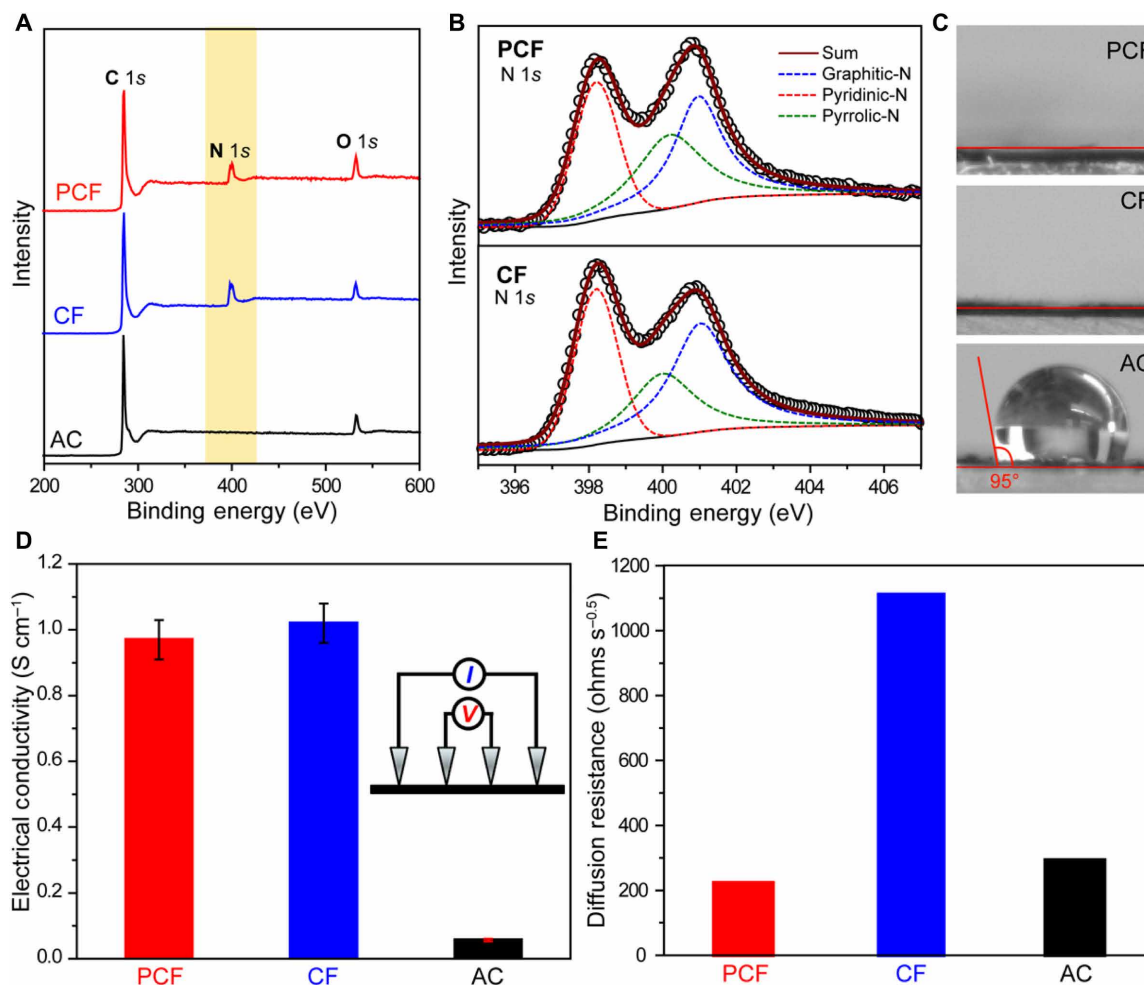 A
C 1s
N 1s
O 1s
PCF
CF
AC
Intensity
200 300 400 500 600
Binding energy (eV)
B
PCF
N 1s
Sum
Graphitic-N
Pyridinic-N
Pyrrolic-N
CF
N 1s
Intensity
396 398 400 402 404 406
Binding energy (eV)
C
PCF
CF
AC
95°
D
Electrical conductivity (S cm⁻¹)
1.2
1.0
0.8
0.6
0.4
0.2
0.0
I
V
PCF CF AC
E
Diffusion resistance (ohms s⁻⁰·⁵)
1200
1000
800
600
400
200
0
PCF CF AC